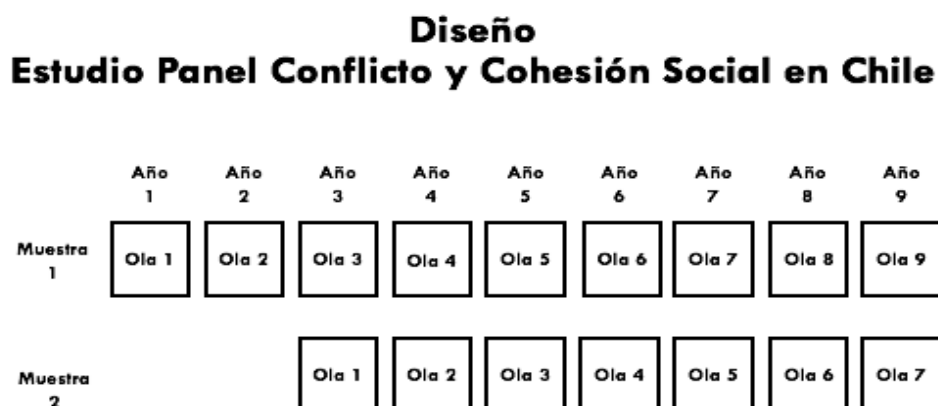 Diseño
Estudio Panel Conflicto y Cohesión Social en Chile
Año 1 Año 2 Año 3 Año 4 Año 5 Año 6 Año 7 Año 8 Año 9
Muestra 1 Ola 1 Ola 2 Ola 3 Ola 4 Ola 5 Ola 6 Ola 7 Ola 8 Ola 9
Muestra 2 Ola 1 Ola 2 Ola 3 Ola 4 Ola 5 Ola 6 Ola 7